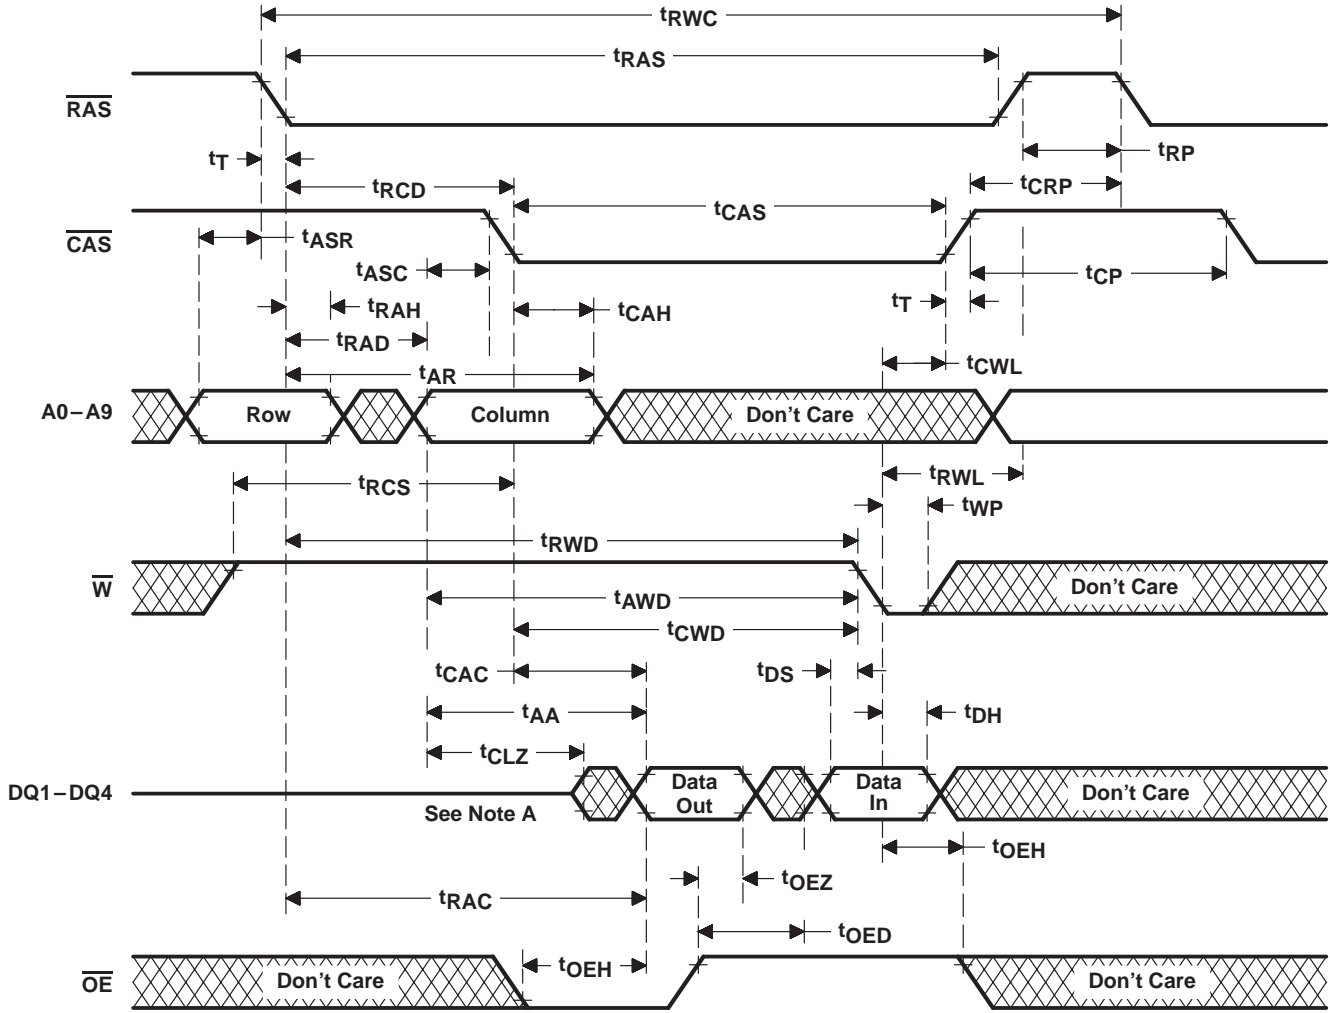 tRWC
tRAS
RAS
tT
tRP
tRCD
tCRP
tCAS
CAS
tASR
tASC
tCP
tT
tRAH
tCAH
tRAD
tCWL
tAR
A0–A9
Row
Column
Don't Care
tRCS
tRWL
tWP
tRWD
W
Don't Care
tAWD
tCWD
tCAC
tDS
tAA
tDH
tCLZ
DQ1–DQ4
Data
Out
Data
In
Don't Care
See Note A
tOEH
tOEZ
tRAC
tOED
tOEH
OE
Don't Care
Don't Care